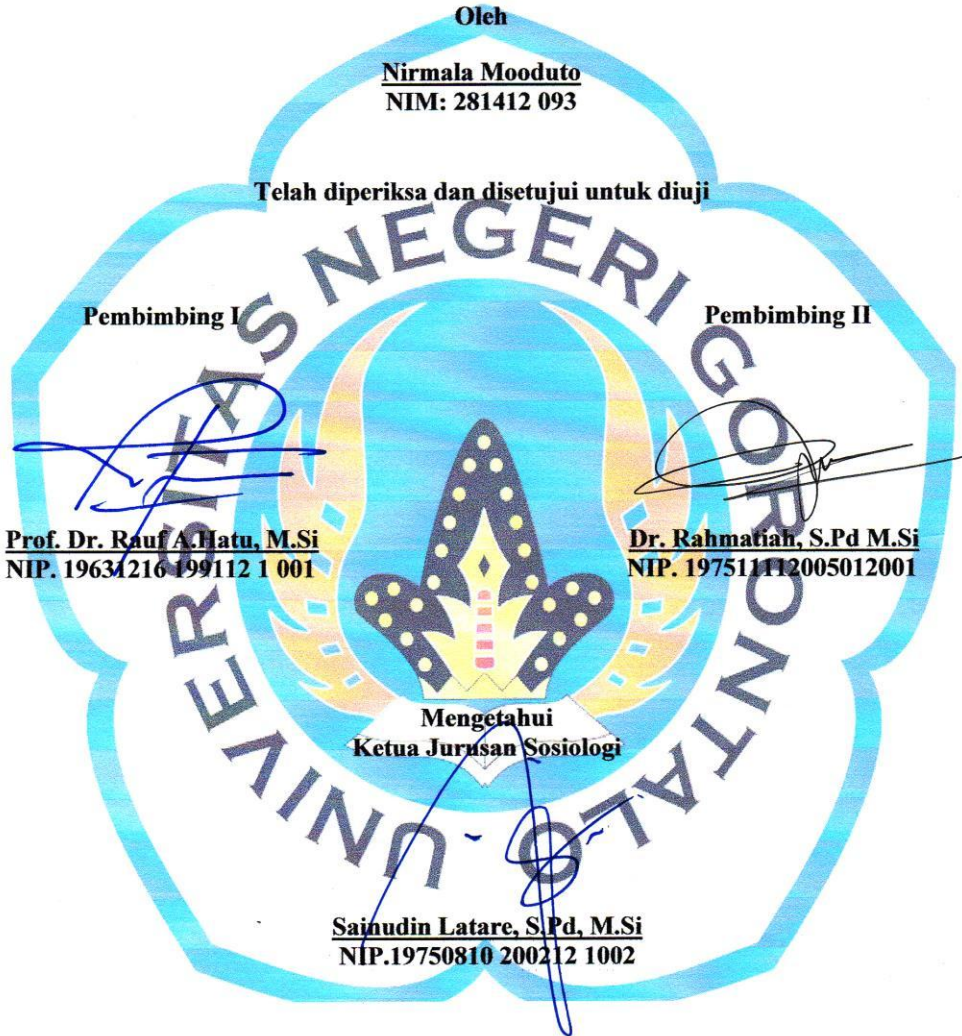 Oleh
Nirmala Mooduto
NIM: 281412 093
Telah diperiksa dan disetujui untuk diuji
UNIVERSITAS NEGERI GORONTALO
Pembimbing I
Pembimbing II
Prof. Dr. Rauf A.Hatu, M.Si
NIP. 19631216 199112 1 001
Dr. Rahmatiah, S.Pd M.Si
NIP. 197511112005012001
Mengetahui
Ketua Jurusan Sosiologi
Sainudin Latare, S.Pd, M.Si
NIP.19750810 200212 1002